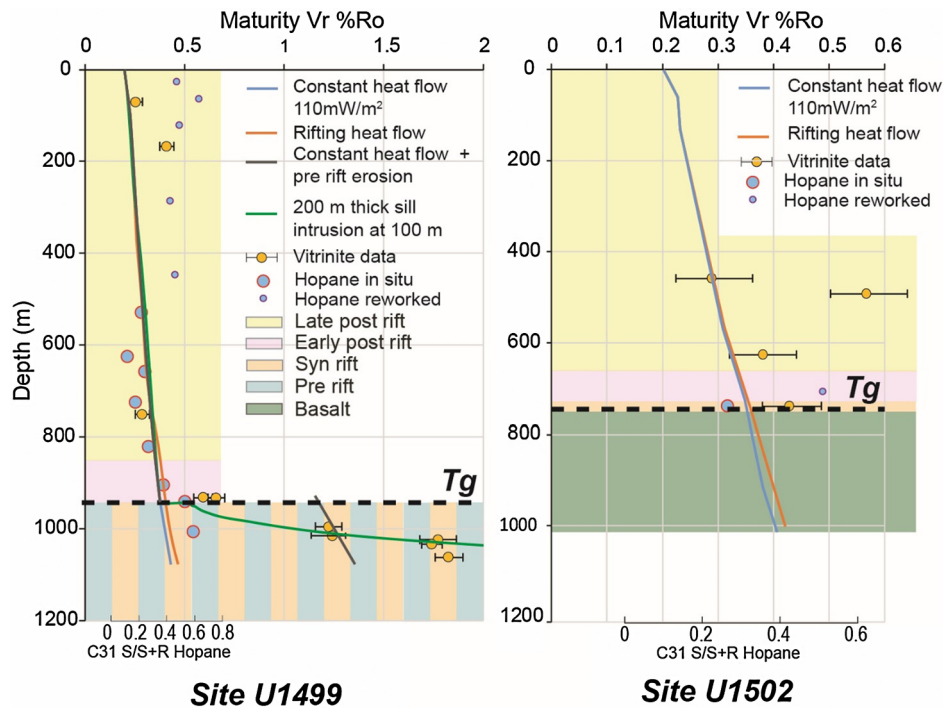 Maturity Vr %Ro
0 0.5 1 1.5 2
0
200
400
600
800
1000
1200
Depth (m)
Constant heat flow
110mW/m²
Rifting heat flow
Constant heat flow +
pre rift erosion
200 m thick sill
intrusion at 100 m
Vitrinite data
Hopane in situ
Hopane reworked
Late post rift
Early post rift
Syn rift
Pre rift
Basalt
Tg
0 0.2 0.4 0.6 0.8
C31 S/S+R Hopane
Site U1499
Maturity Vr %Ro
0 0.1 0.2 0.3 0.4 0.5 0.6
0
200
400
600
800
1000
1200
Constant heat flow
110mW/m²
Rifting heat flow
Vitrinite data
Hopane in situ
Hopane reworked
Tg
0 0.2 0.4 0.6
C31 S/S+R Hopane
Site U1502